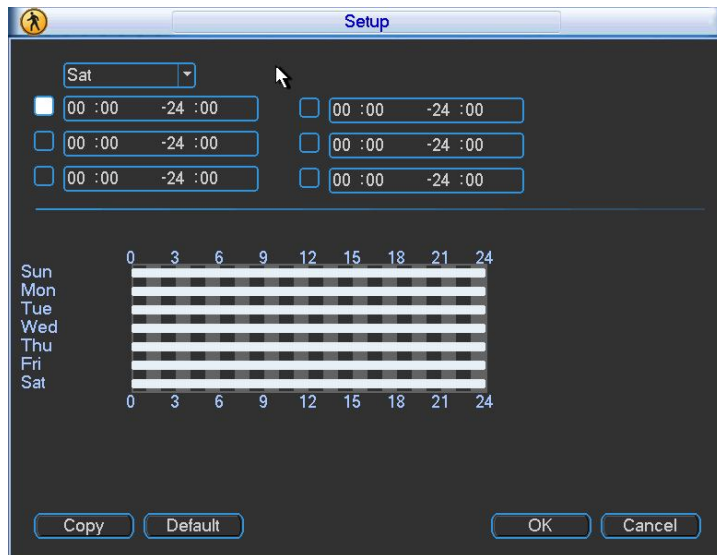 Setup
Sat
00 :00 -24 :00 00 :00 -24 :00
00 :00 -24 :00 00 :00 -24 :00
00 :00 -24 :00 00 :00 -24 :00
0 3 6 9 12 15 18 21 24
Sun
Mon
Tue
Wed
Thu
Fri
Sat
0 3 6 9 12 15 18 21 24
Copy Default OK Cancel